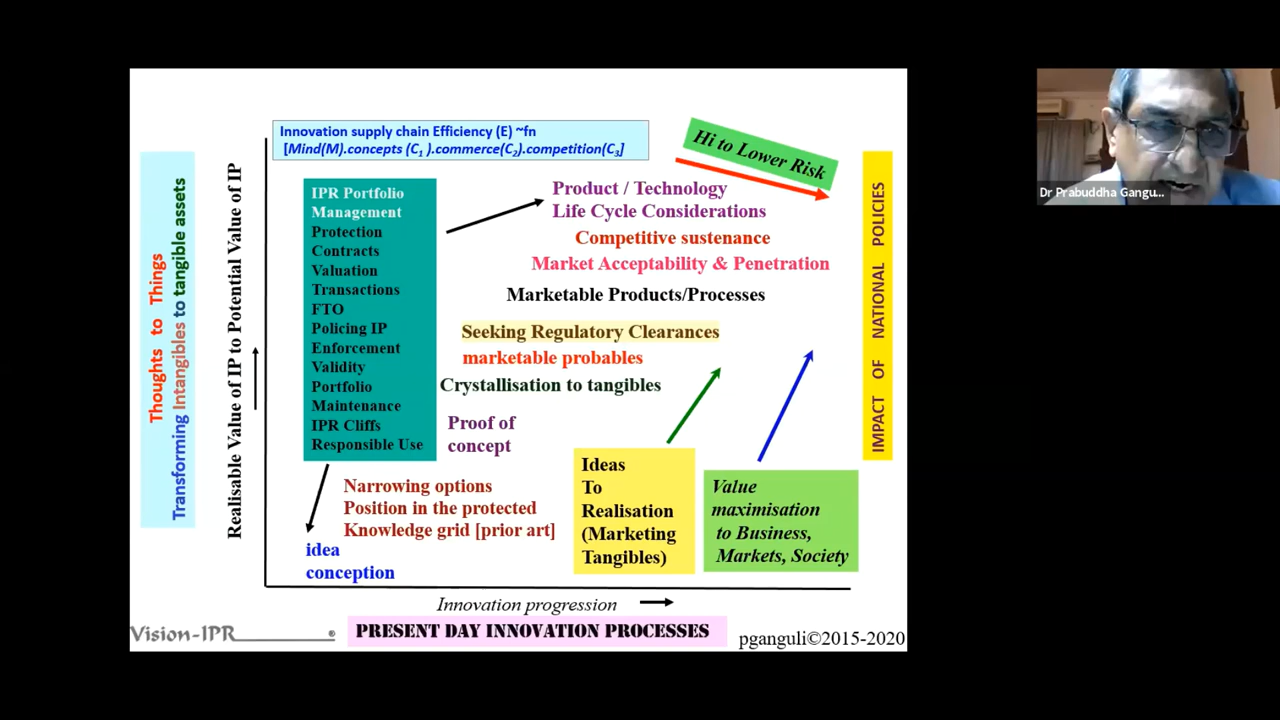 Innovation supply chain Efficiency (E) ~fn
[Mind(M).concepts (C1 ).commerce(C2).competition(C3]
Hi to Lower Risk
Thoughts to Things
Transforming Intangibles to tangible assets
Realisable Value of IP to Potential Value of IP
IPR Portfolio
Management
Protection
Contracts
Valuation
Transactions
FTO
Policing IP
Enforcement
Validity
Portfolio
Maintenance
IPR Cliffs
Responsible Use
Product / Technology
Life Cycle Considerations
Competitive sustenance
Market Acceptability & Penetration
Marketable Products/Processes
Seeking Regulatory Clearances
marketable probables
Crystallisation to tangibles
Proof of
concept
Narrowing options
Position in the protected
Knowledge grid [prior art]
idea
conception
Ideas
To
Realisation
(Marketing
Tangibles)
Value
maximisation
to Business,
Markets, Society
IMPACT OF NATIONAL POLICIES
Innovation progression
Vision-IPR ®
PRESENT DAY INNOVATION PROCESSES
pganguli©2015-2020
Dr Prabuddha Gangu...